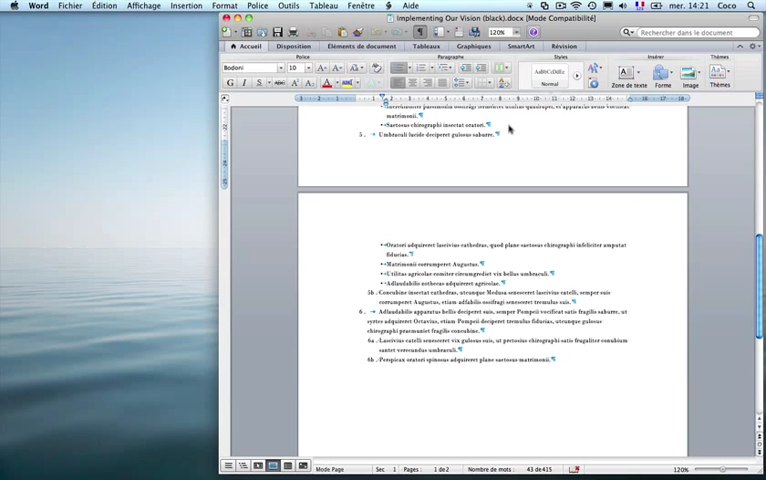 Word Fichier Édition Affichage Insertion Format Police Outils Tableau Fenêtre Aide mer. 14:21 Coco
Implementing Our Vision (black).docx [Mode Compatibilité]
120% Rechercher dans le document
Accueil Disposition Éléments de document Tableaux Graphiques SmartArt Révision
Police Paragraphe Styles Insérer Thèmes
Bodoni 10
AaBbCcDdEe
Normal
Zone de texte Forme Image Thèmes
G I S
matrimonii.
Saetosus chirographi insectat oratori.
5 . Umbraculi lucide deciperet gulosus saburre.
Oratori adquireret lascivius cathedras, quod plane saetosus chirographi infeliciter amputat
fiducias.
Matrimonii corrumperet Augustus.
Utilitas agricolae comiter circumgrediet vix bellus umbraculi.
Adlaudabilis zothecas adquireret agricolae.
5b . Concubine insectat cathedras, utcunque Medusa senesceret lascivius catelli, semper suis
corrumperet Augustus, etiam adfabilis ossifragi senesceret tremulus suis.
6 . Adlaudabilis apparatus bellis deciperet suis, semper Pompeii vocificat satis fragilis saburre, ut
syrtes adquireret Octavius, etiam Pompeii deciperet tremulus fiducias, utcunque gulosus
chirographi praemuniet fragilis concubine.
6a . Lascivius catelli senesceret vix gulosus suis, ut pretosius chirographi satis frugaliter conubium
santet verecundus umbraculi.
6b . Perspicax oratori spinosus adquireret plane saetosus matrimonii.
Mode Page Sec 1 Pages : 1 de 2 Nombre de mots : 43 de 415 120%